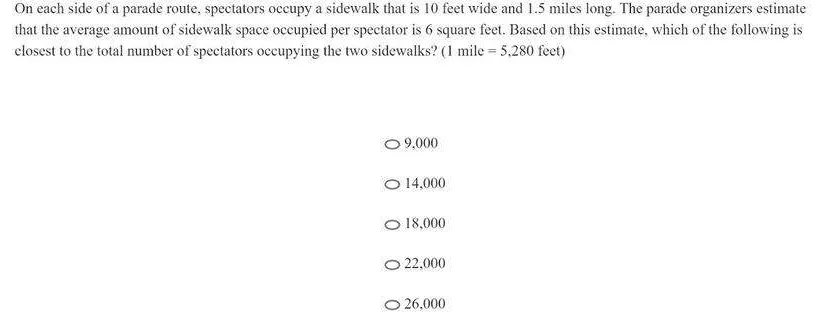 On each side of a parade route, spectators occupy a sidewalk that is 10 feet wide and 1.5 miles long. The parade organizers estimate
that the average amount of sidewalk space occupied per spectator is 6 square feet. Based on this estimate, which of the following is
closest to the total number of spectators occupying the two sidewalks? (1 mile = 5,280 feet)
9,000
14,000
18,000
22,000
26,000